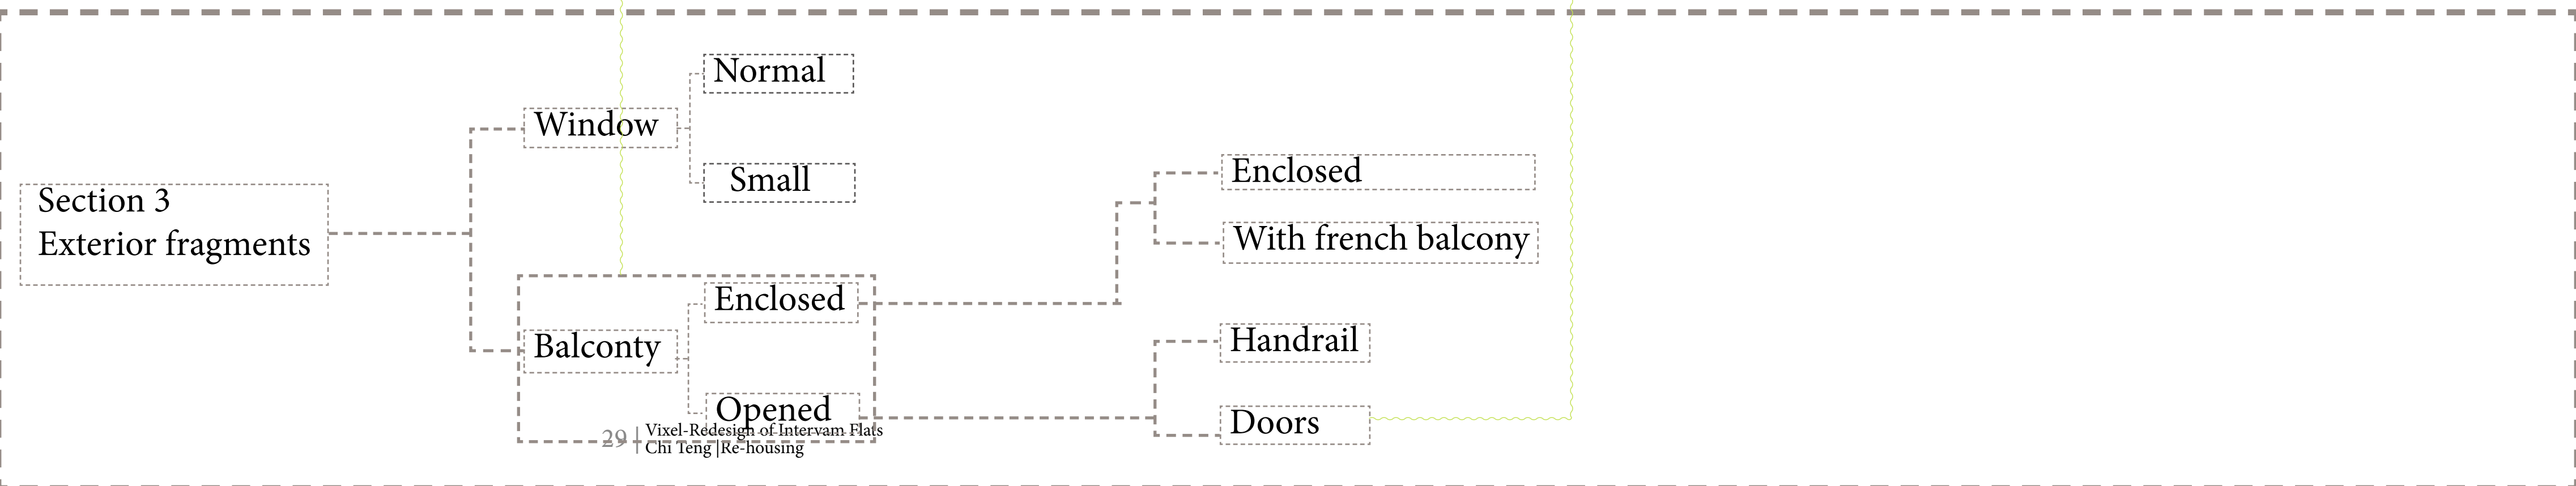 Section 3
Exterior fragments
Window
Normal
Small
Balconty
Enclosed
Opened
Enclosed
With french balcony
Handrail
Doors
29
Vixel-Redesign of Intervam Flats
Chi Teng |Re-housing